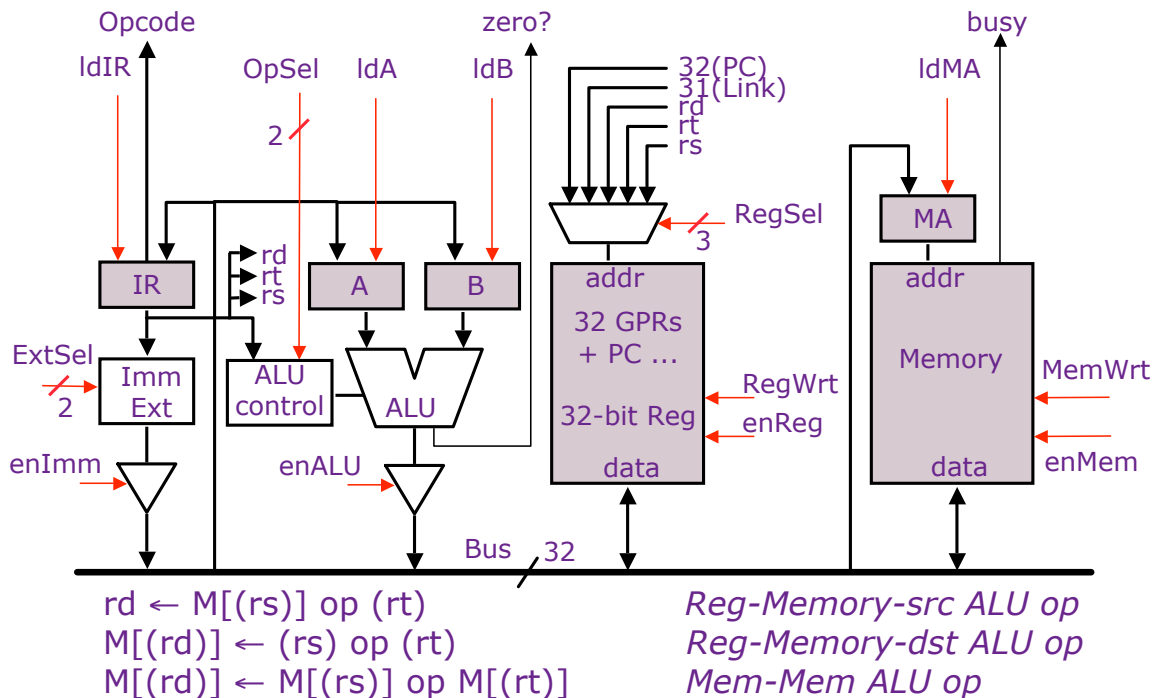 Opcode zero? busy
ldIR OpSel ldA ldB ldMA
32(PC)
31(Link)
rd
rt
rs
2
RegSel
3
MA
rd
rt
rs
IR A B addr addr
32 GPRs
+ PC ...
Memory
ExtSel
2
Imm
Ext
ALU
control
ALU
32-bit Reg
RegWrt
enReg
MemWrt
enMem
enImm enALU data data
Bus 32
rd ← M[(rs)] op (rt) Reg-Memory-src ALU op
M[(rd)] ← (rs) op (rt) Reg-Memory-dst ALU op
M[(rd)] ← M[(rs)] op M[(rt)] Mem-Mem ALU op